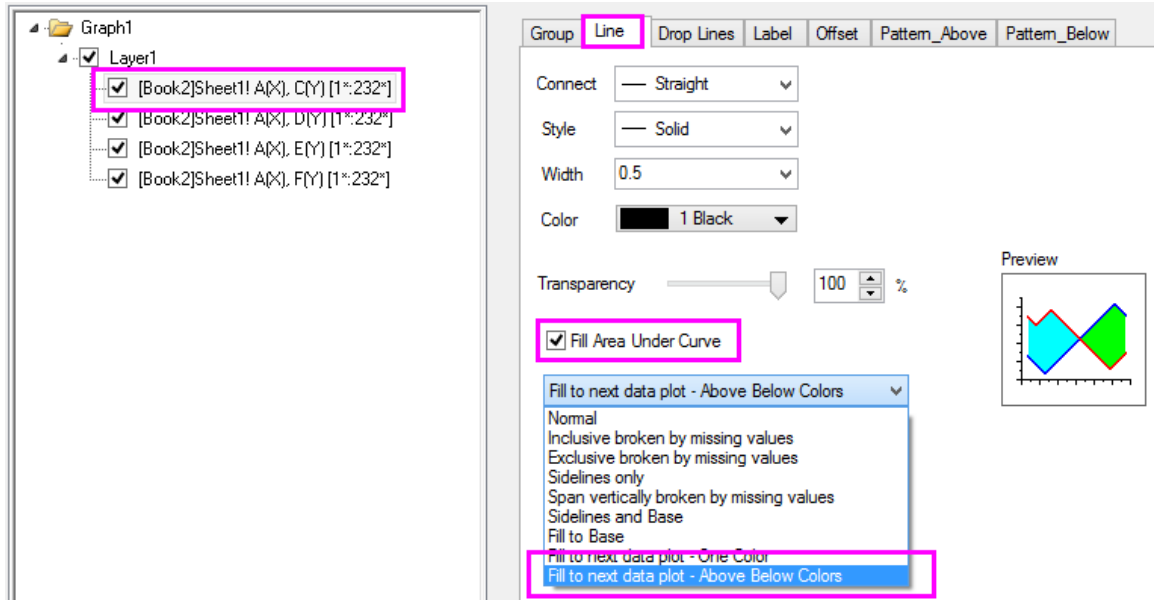 Graph1
Layer1
[Book2]Sheet1! A(X), C(Y) [1*:232*]
[Book2]Sheet1! A(X), D(Y) [1*:232*]
[Book2]Sheet1! A(X), E(Y) [1*:232*]
[Book2]Sheet1! A(X), F(Y) [1*:232*]
Group Line Drop Lines Label Offset Pattern_Above Pattern_Below
Connect Straight
Style Solid
Width 0.5
Color 1 Black
Transparency 100 %
Preview
Fill Area Under Curve
Fill to next data plot - Above Below Colors
Normal
Inclusive broken by missing values
Exclusive broken by missing values
Sidelines only
Span vertically broken by missing values
Sidelines and Base
Fill to Base
Fill to next data plot - One Color
Fill to next data plot - Above Below Colors